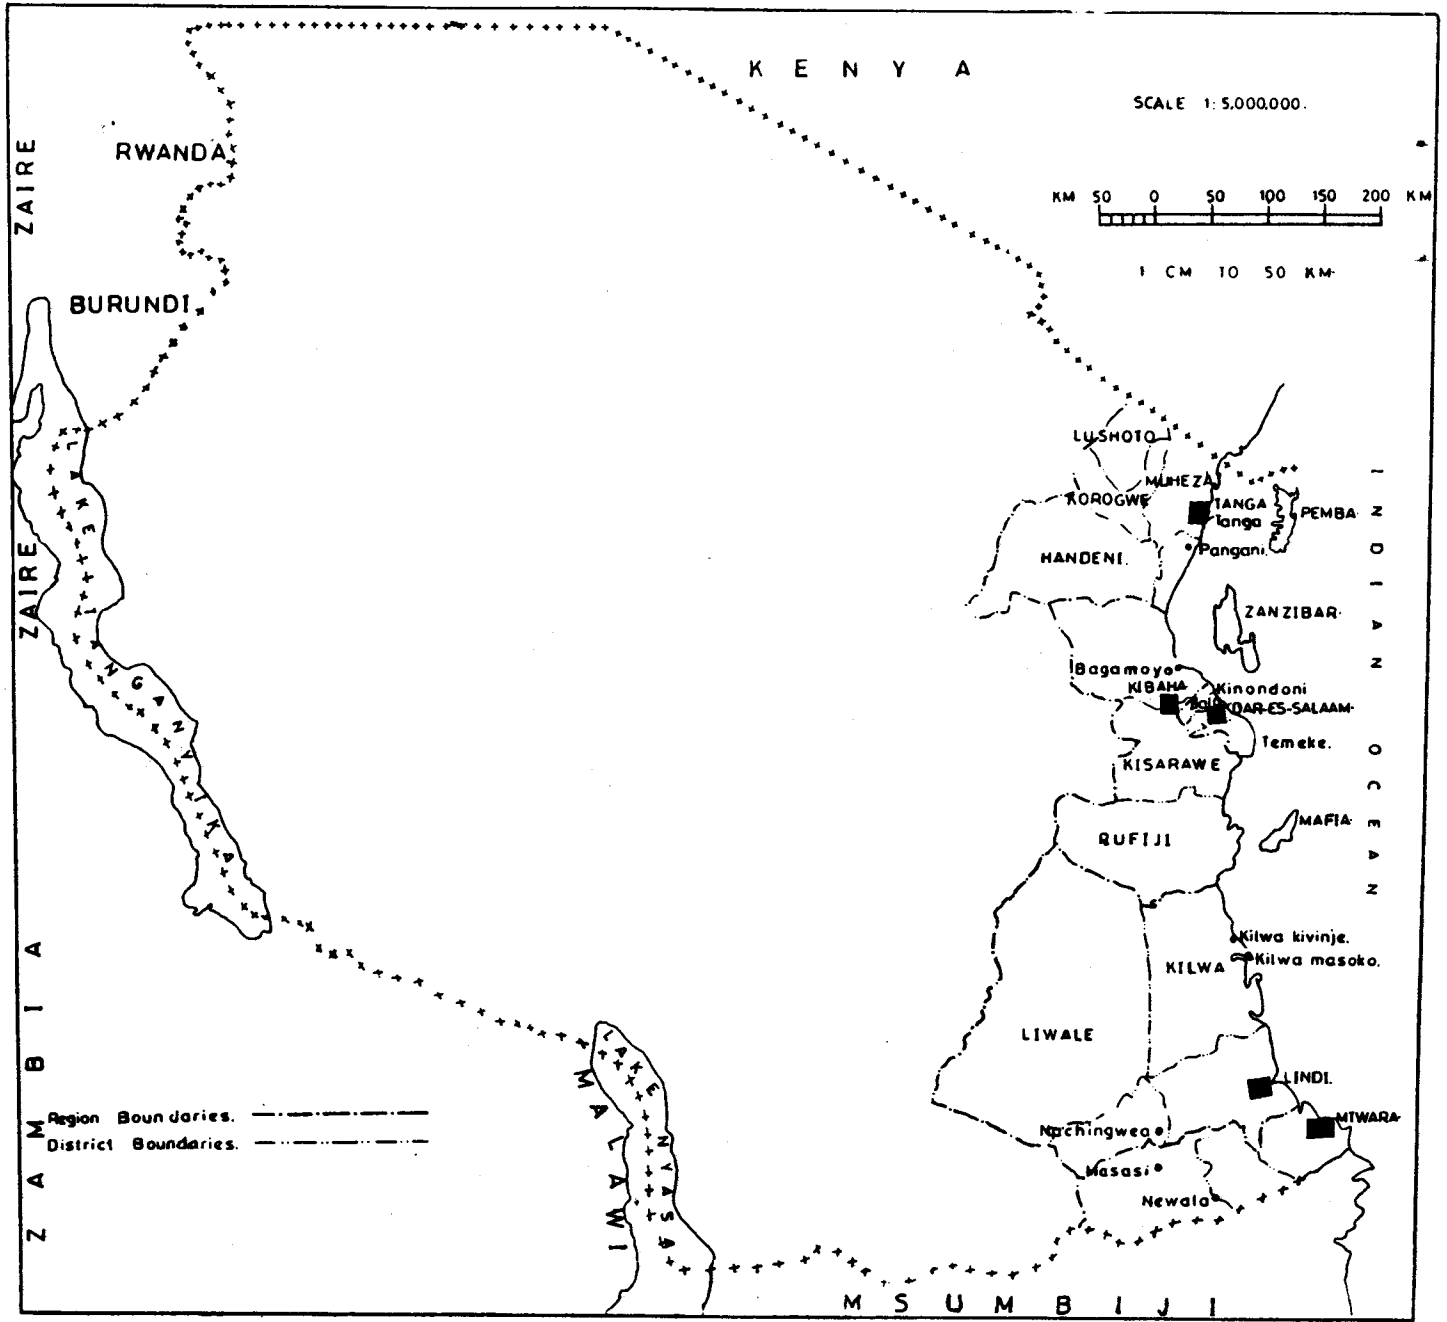 KENYA
SCALE 1:5,000,000.
ZAIRE
RWANDA
KM 50 0 50 100 150 200 KM
1 CM TO 50 KM.
BURUNDI
LUSHOTO
MUHEZA
KOROGWE
TANGA
Tanga
PEMBA
HANDENI.
Pangani.
INDIAN OCEAN
ZAIRE
LAKE TANGANYIKA
ZANZIBAR
Bagamoyo
KIBAHA
Kinondoni
DAR-ES-SALAAM
Temeke.
KISARAWE
MAFIA
RUFIJI
Kilwa kivinje.
KILWA
Kilwa masoko.
ZAMBIA
LIWALE
LAKE NYASA
MALAWI
LINDI.
Region Boundaries.
MTWARA
District Boundaries.
Nachingwea
Masasi
Newala
MSUMBIJI